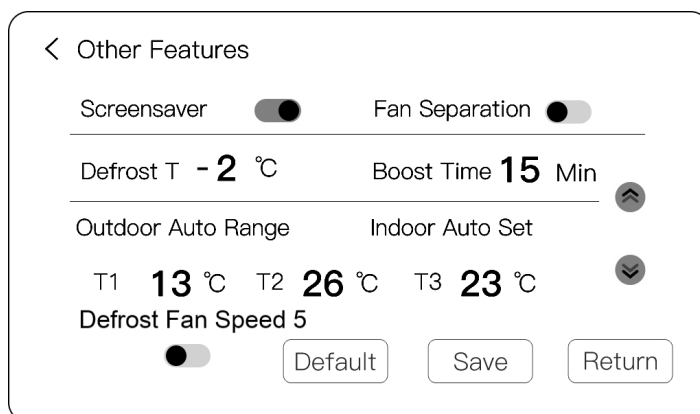 Other Features
Screensaver Fan Separation
Defrost T -2 ℃ Boost Time 15 Min
Outdoor Auto Range Indoor Auto Set
T1 13 ℃ T2 26 ℃ T3 23 ℃
Defrost Fan Speed 5
Default Save Return